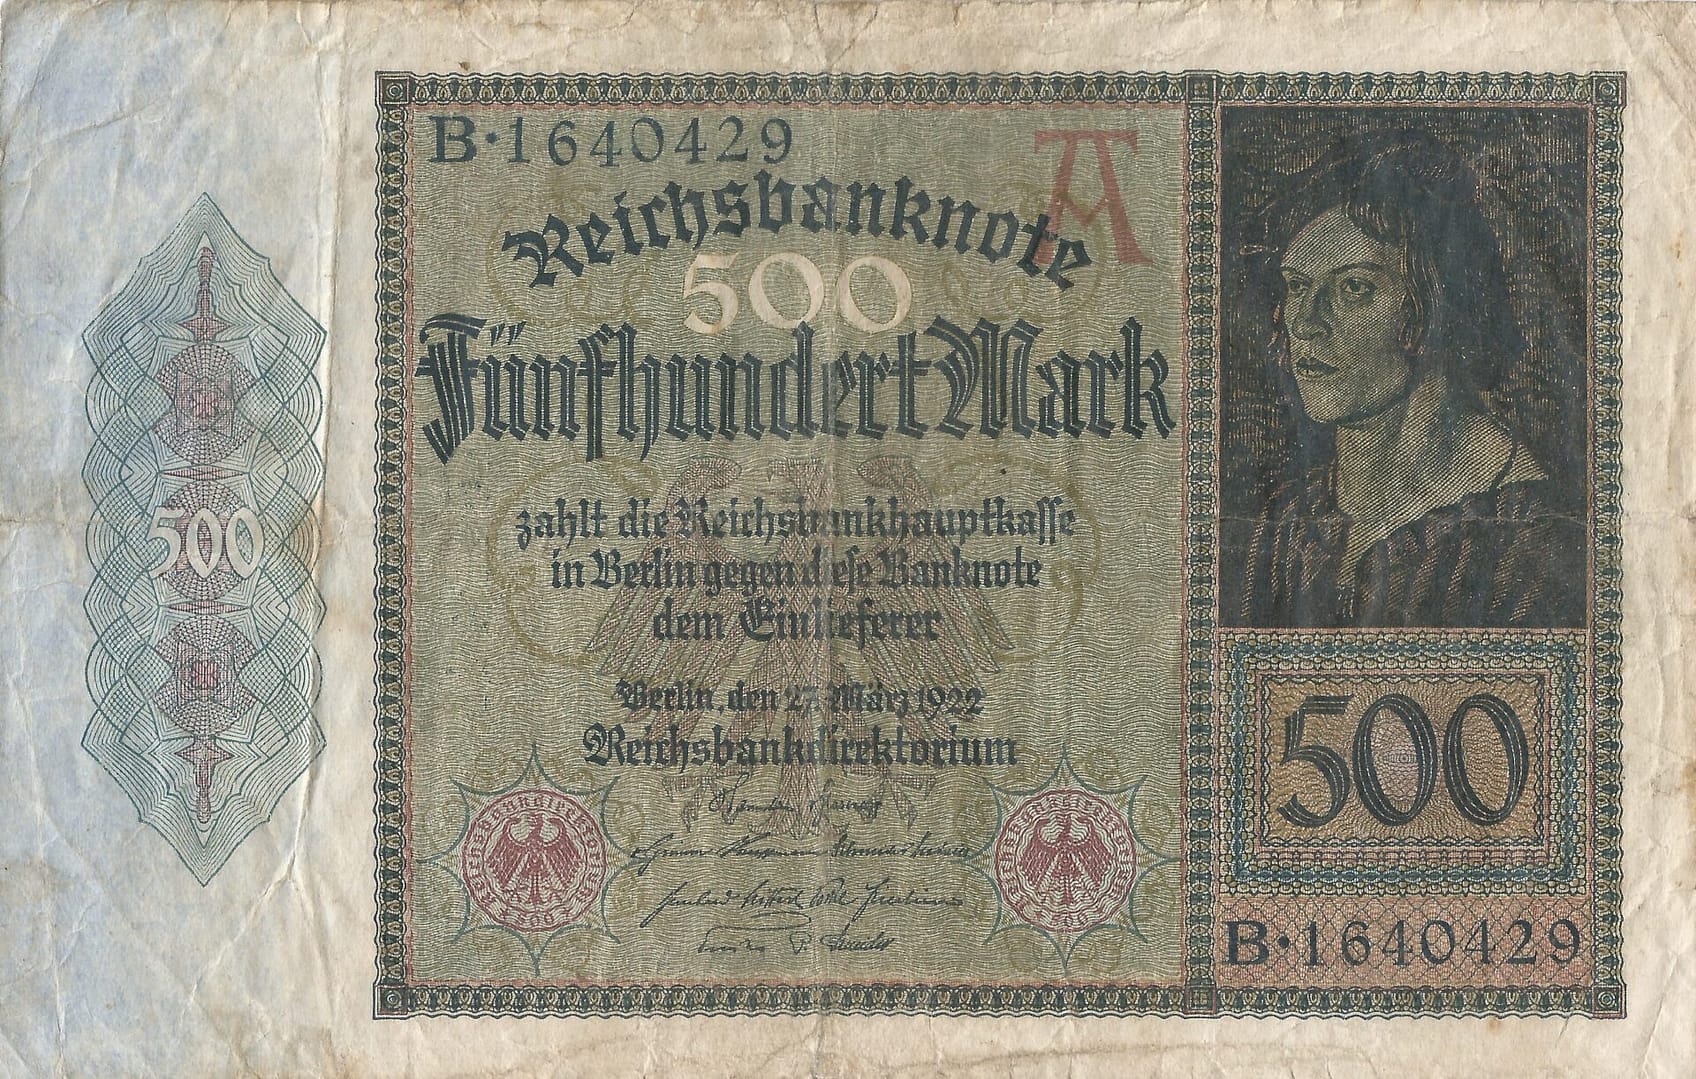 B·1640429
A
Reichsbanknote
500
Fünfhundert Mark
zahlt die Reichsbankhauptkasse
in Berlin gegen diese Banknote
dem Einlieferer
Berlin, den 27. März 1922
Reichsbankdirektorium
500
500
B·1640429